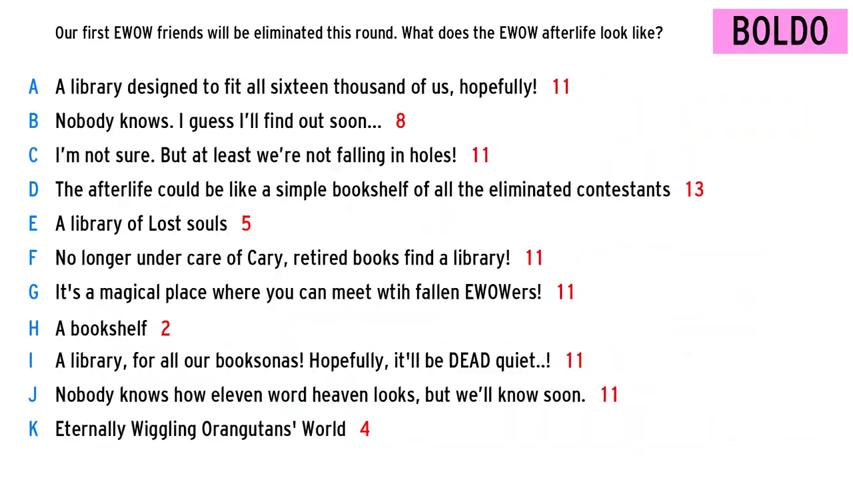 Our first EWOW friends will be eliminated this round. What does the EWOW afterlife look like?
BOLDO
A A library designed to fit all sixteen thousand of us, hopefully! 11
B Nobody knows. I guess I'll find out soon... 8
C I'm not sure. But at least we're not falling in holes! 11
D The afterlife could be like a simple bookshelf of all the eliminated contestants 13
E A library of Lost souls 5
F No longer under care of Cary, retired books find a library! 11
G It's a magical place where you can meet wtih fallen EWOWers! 11
H A bookshelf 2
I A library, for all our booksonas! Hopefully, it'll be DEAD quiet..! 11
J Nobody knows how eleven word heaven looks, but we'll know soon. 11
K Eternally Wiggling Orangutans' World 4